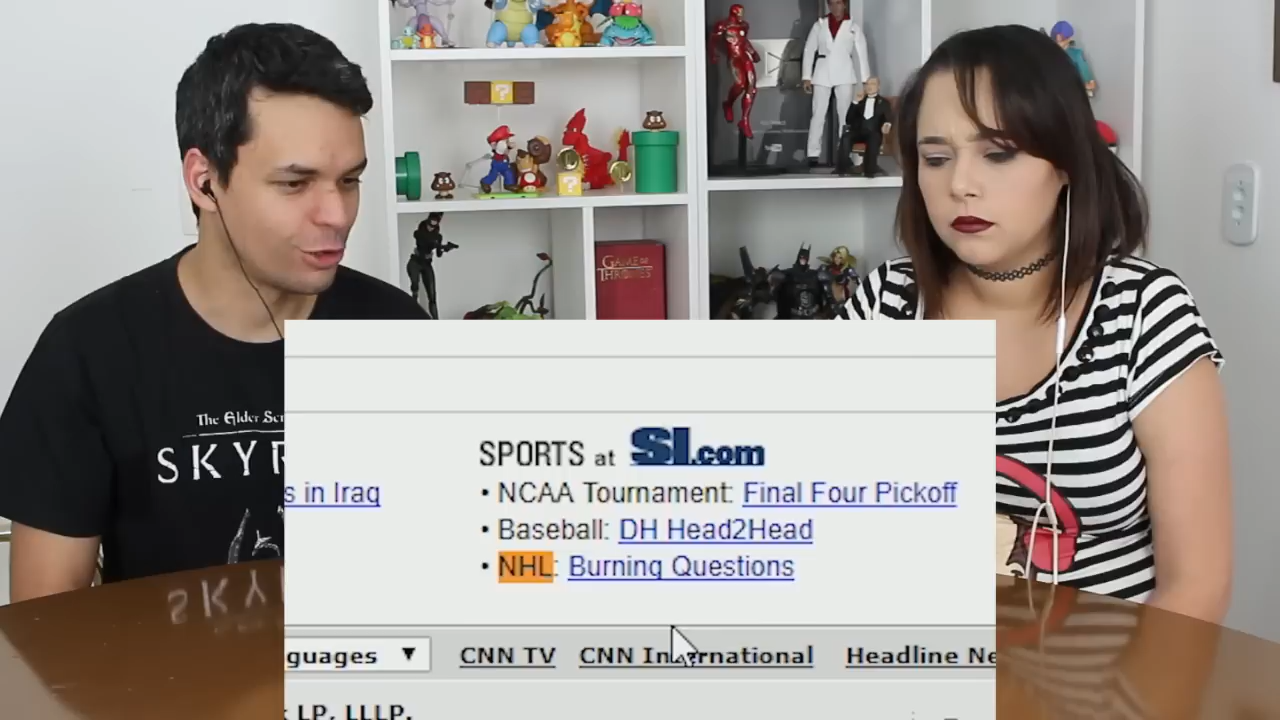 ?
?
GAME OF
THRONES
The Elder Scr
SKYR
SPORTS at SI.com
s in Iraq
• NCAA Tournament: Final Four Pickoff
• Baseball: DH Head2Head
• NHL: Burning Questions
guages ▼ CNN TV CNN International Headline Ne
LP, LLLP.